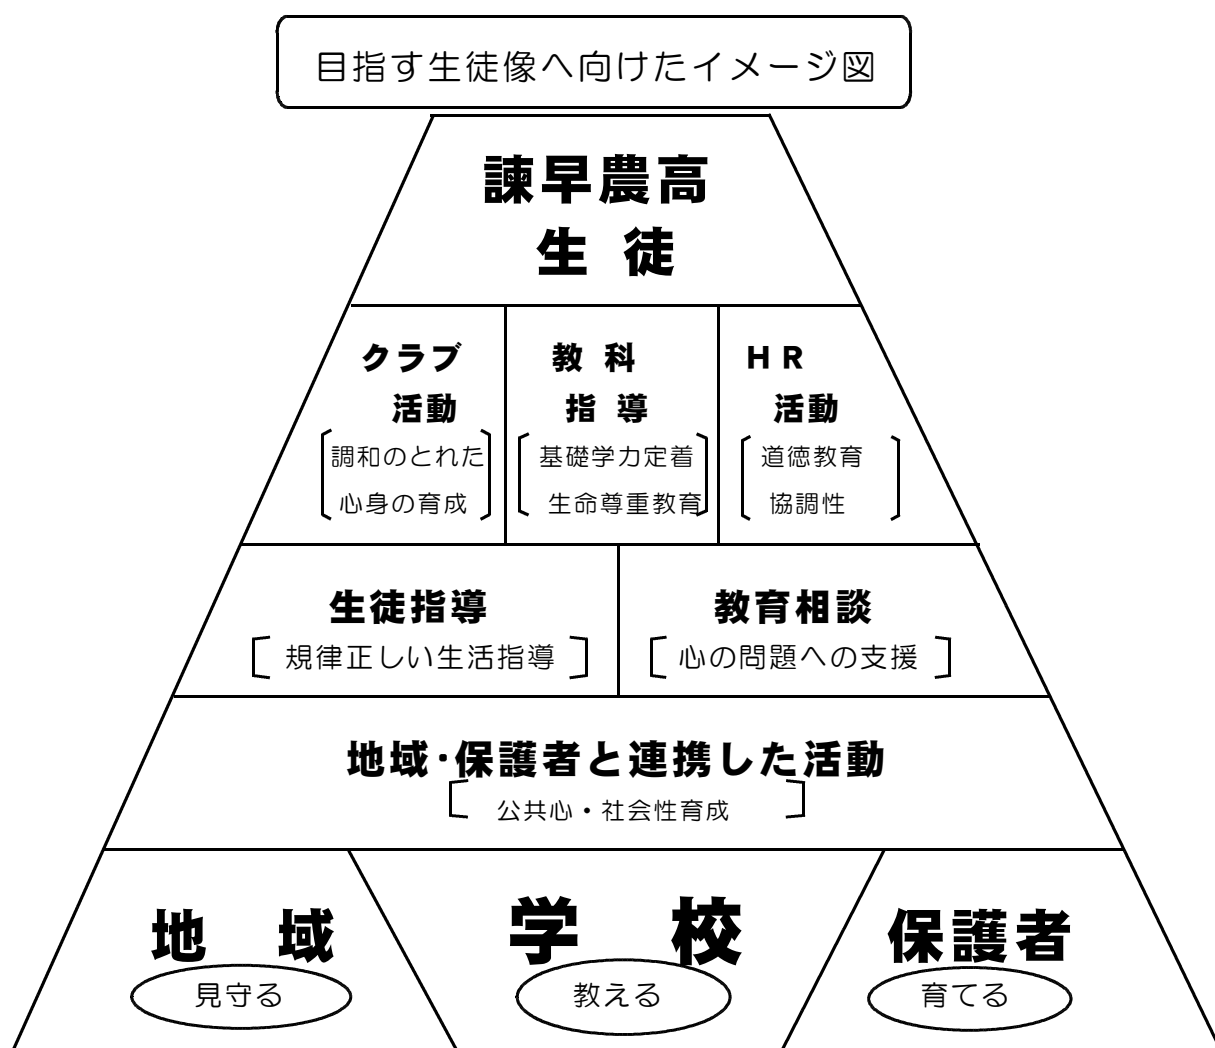 目指す生徒像へ向けたイメージ図
諫早農高
生 徒
クラブ
活動
調和のとれた
心身の育成
教 科
指 導
基礎学力定着
生命尊重教育
HR
活動
道徳教育
協調性
生徒指導
規律正しい生活指導
教育相談
心の問題への支援
地域・保護者と連携した活動
公共心・社会性育成
地 域
見守る
学 校
教える
保護者
育てる